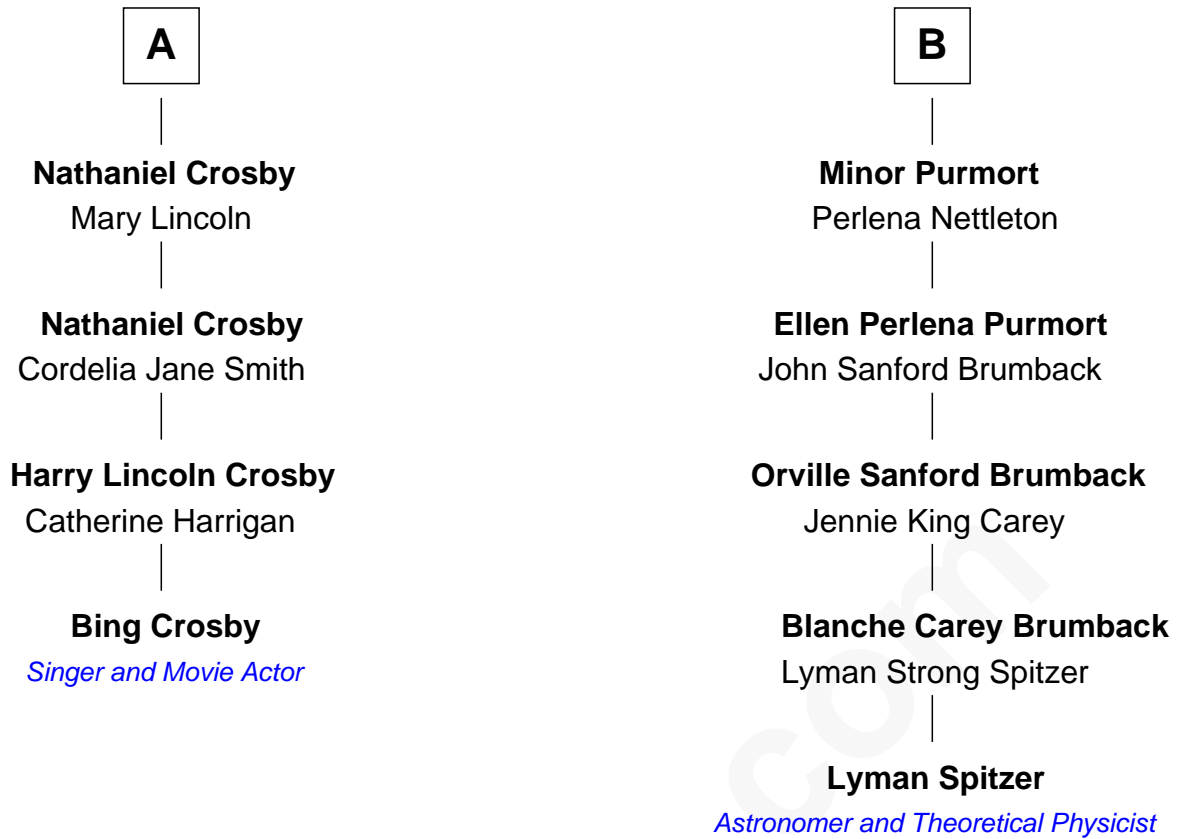 A
Nathaniel Crosby
Mary Lincoln
Nathaniel Crosby
Cordelia Jane Smith
Harry Lincoln Crosby
Catherine Harrigan
Bing Crosby
Singer and Movie Actor
B
Minor Purmort
Perlena Nettleton
Ellen Perlena Purmort
John Sanford Brumback
Orville Sanford Brumback
Jennie King Carey
Blanche Carey Brumback
Lyman Strong Spitzer
Lyman Spitzer
Astronomer and Theoretical Physicist
com